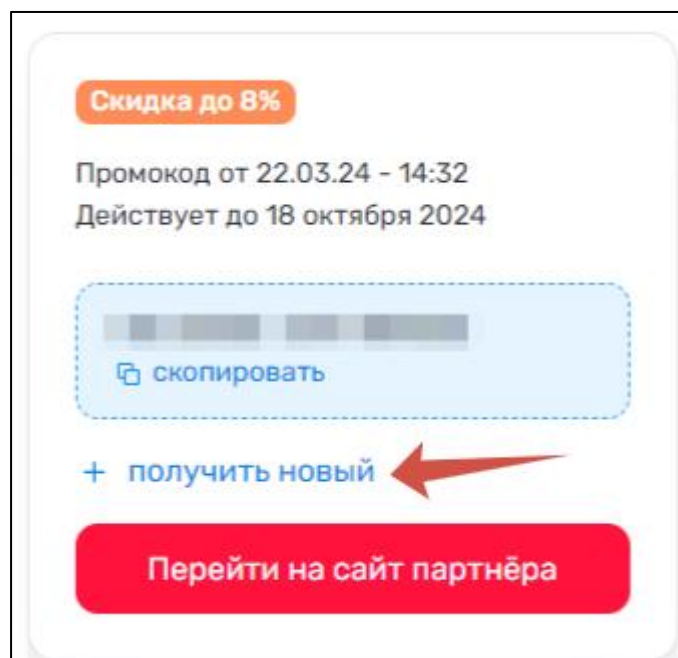 Скидка до 8%
Промокод от 22.03.24 - 14:32
Действует до 18 октября 2024
скопировать
+ получить новый
Перейти на сайт партнёра